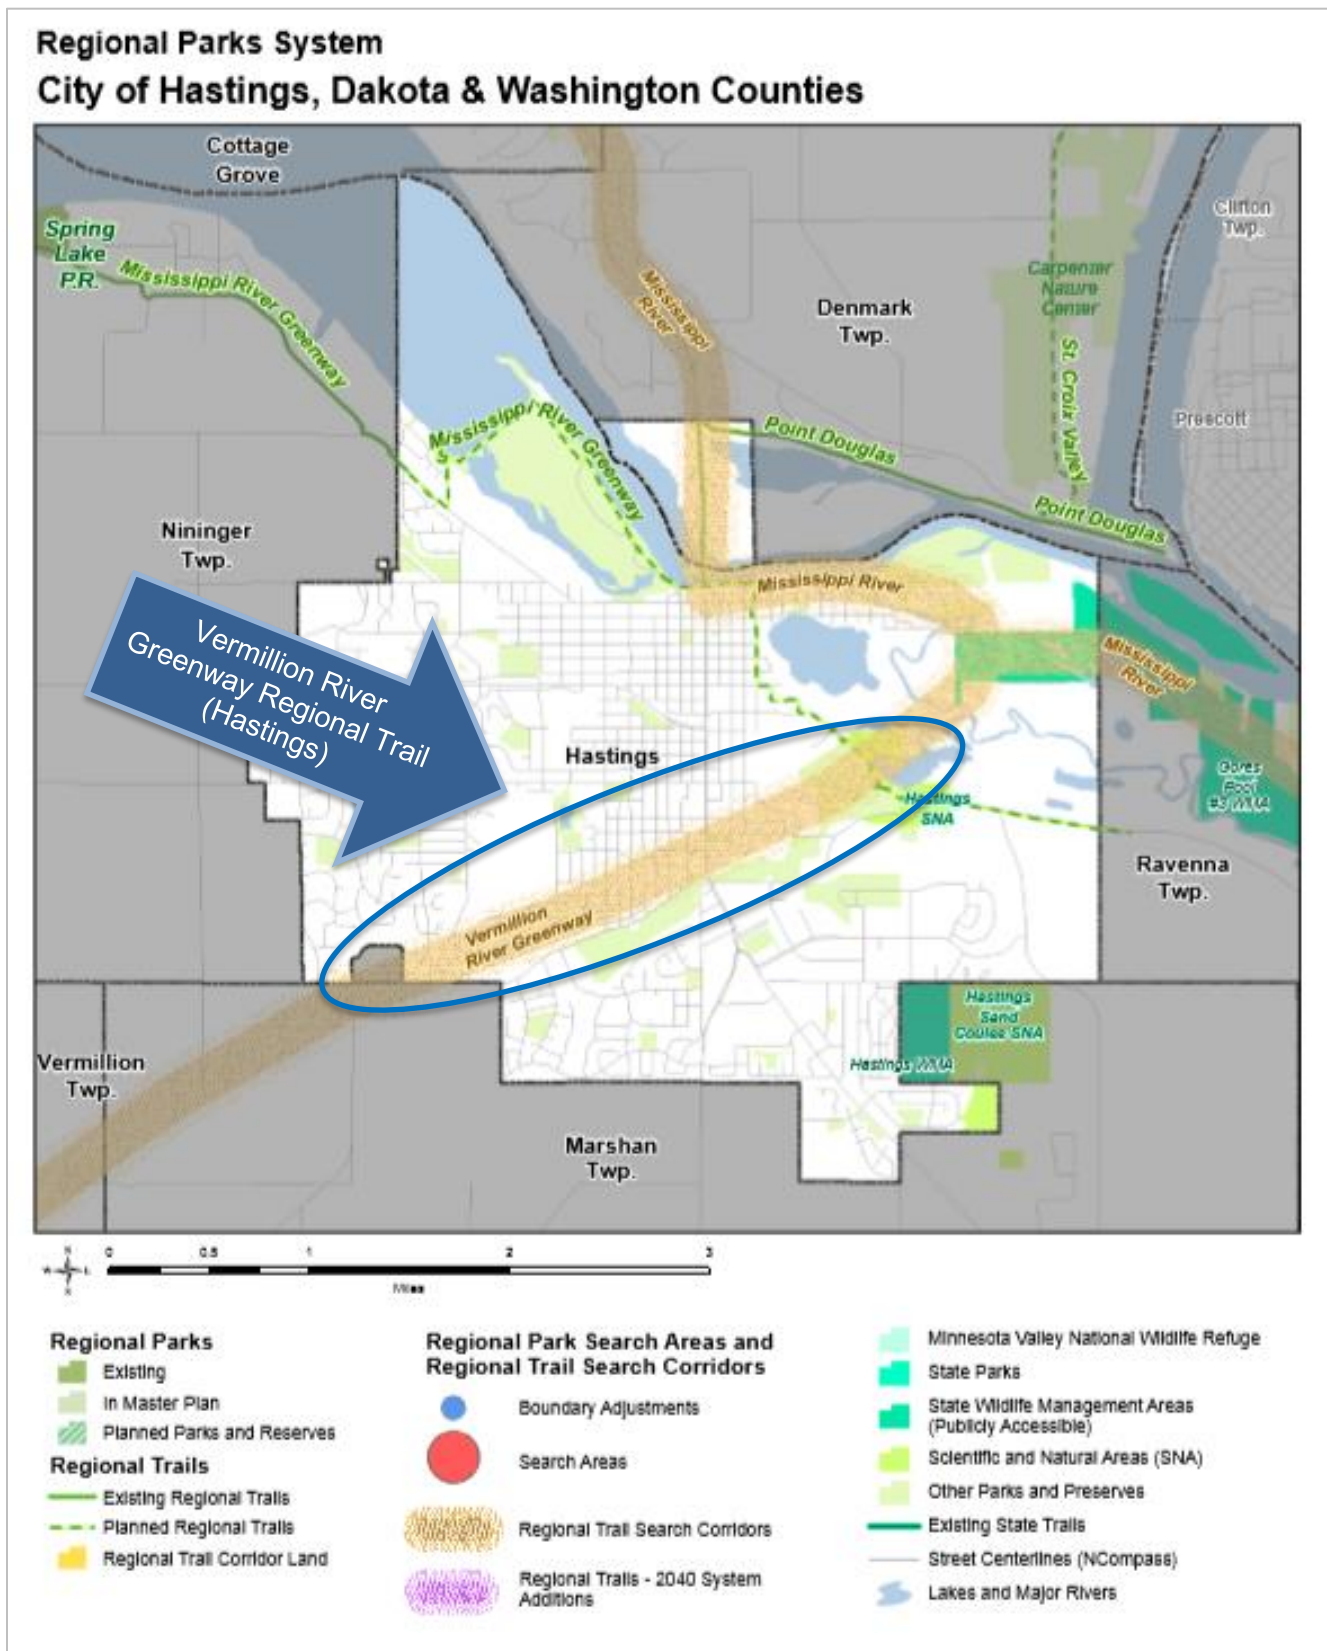 Regional Parks System
City of Hastings, Dakota & Washington Counties
Cottage
Grove
Spring
Lake
P.R.
Mississippi River Greenway
Mississippi
River
Denmark
Twp.
Carpenter
Nature
Center
Clifton
Twp.
St. Croix Valley
Prescott
Mississippi River Greenway
Point Douglas
Point Douglas
Nininger
Twp.
Mississippi River
Vermillion River
Greenway Regional Trail
(Hastings)
Mississippi
River
Hastings
Gores
Pool
#3 WMA
Hastings
SNA
Ravenna
Twp.
Vermillion
River Greenway
Hastings
Sand
Coulee SNA
Hastings WMA
Vermillion
Twp.
Marshan
Twp.
N
W E
S
0 0.5 1 2 3
Miles
Regional Parks
Existing
In Master Plan
Planned Parks and Reserves
Regional Trails
Existing Regional Trails
Planned Regional Trails
Regional Trail Corridor Land
Regional Park Search Areas and
Regional Trail Search Corridors
Boundary Adjustments
Search Areas
Regional Trail Search Corridors
Regional Trails - 2040 System
Additions
Minnesota Valley National Wildlife Refuge
State Parks
State Wildlife Management Areas
(Publicly Accessible)
Scientific and Natural Areas (SNA)
Other Parks and Preserves
Existing State Trails
Street Centerlines (NCompass)
Lakes and Major Rivers